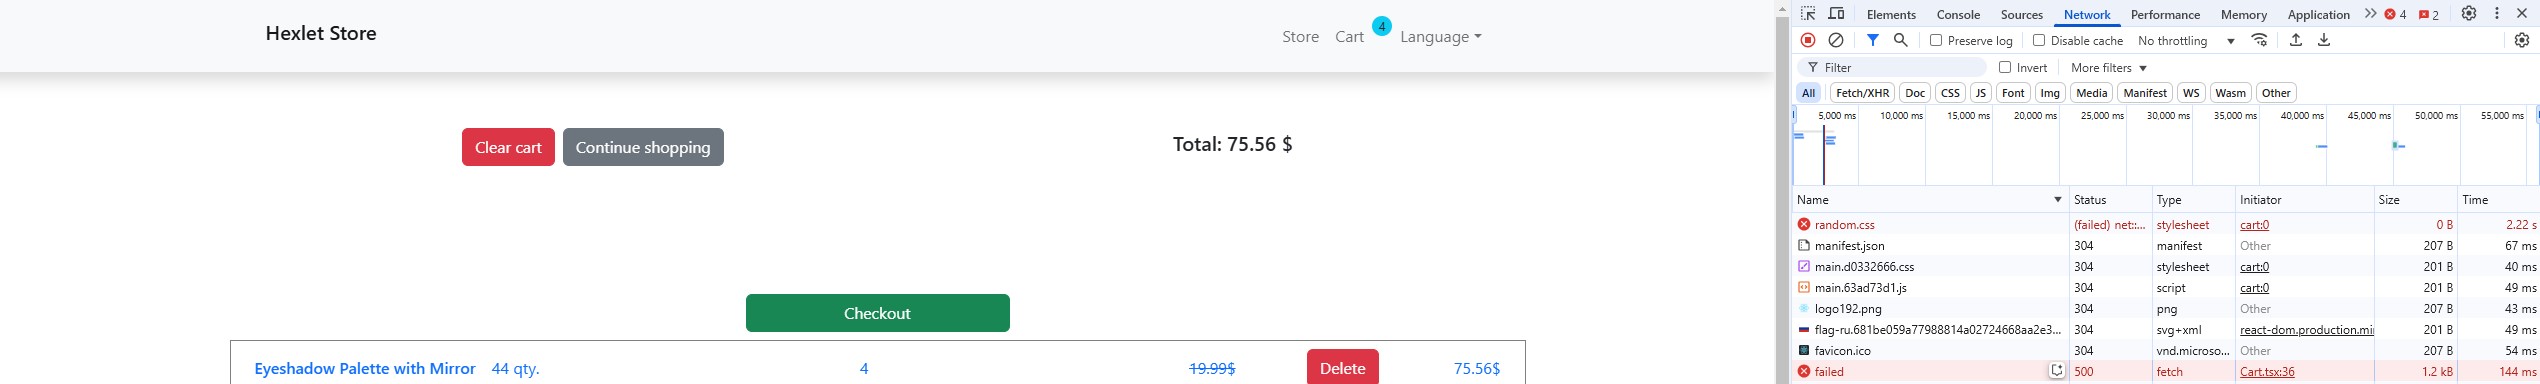 Hexlet Store
Store Cart 4 Language
Clear cart Continue shopping
Total: 75.56 $
Checkout
Eyeshadow Palette with Mirror 44 qty. 4 19.99$ Delete 75.56$
Elements Console Sources Network Performance Memory Application 4 2
Preserve log Disable cache No throttling
Filter Invert More filters
All Fetch/XHR Doc CSS JS Font Img Media Manifest WS Wasm Other
5,000 ms 10,000 ms 15,000 ms 20,000 ms 25,000 ms 30,000 ms 35,000 ms 40,000 ms 45,000 ms 50,000 ms 55,000 ms
Name Status Type Initiator Size Time
random.css (failed) net::... stylesheet cart:0 0 B 2.22 s
manifest.json 304 manifest Other 207 B 67 ms
main.d0332666.css 304 stylesheet cart:0 201 B 40 ms
main.63ad73d1.js 304 script cart:0 201 B 49 ms
logo192.png 304 png Other 207 B 43 ms
flag-ru.681be059a77988814a02724668aa2e3... 304 svg+xml react-dom.production.mi 201 B 49 ms
favicon.ico 304 vnd.microso... Other 207 B 54 ms
failed 500 fetch Cart.tsx:36 1.2 kB 144 ms